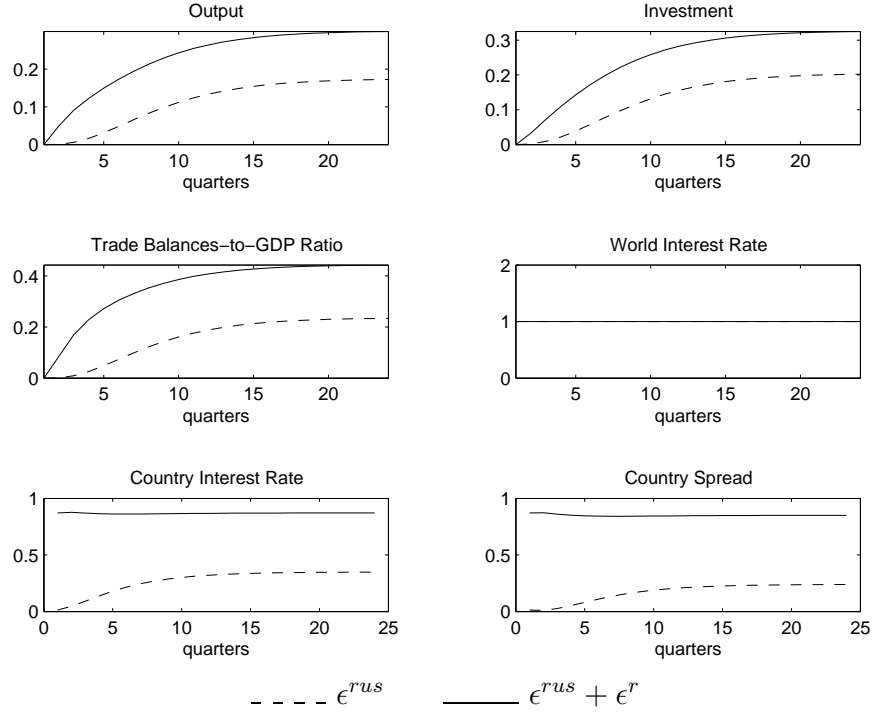 Output
Investment
0.2
0.1
0
5 10 15 20
quarters
0.3
0.2
0.1
0
5 10 15 20
quarters
Trade Balances−to−GDP Ratio
World Interest Rate
0.4
0.2
0
5 10 15 20
quarters
2
1
0
5 10 15 20
quarters
Country Interest Rate
Country Spread
1
0.5
0
0 5 10 15 20 25
quarters
1
0.5
0
0 5 10 15 20 25
quarters
ϵ^{rus}
ϵ^{rus} + ϵ^{r}